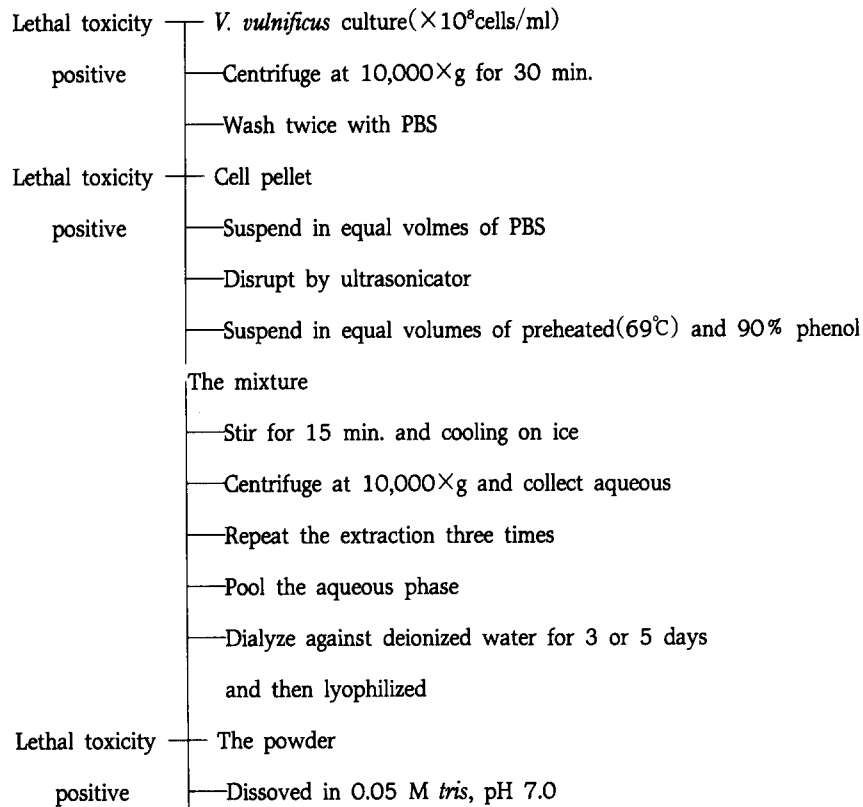 Lethal toxicity V. vulnificus culture(×10⁸cells/ml)
positive Centrifuge at 10,000×g for 30 min.
Wash twice with PBS
Lethal toxicity Cell pellet
positive Suspend in equal volmes of PBS
Disrupt by ultrasonicator
Suspend in equal volumes of preheated(69℃) and 90% phenol
The mixture
Stir for 15 min. and cooling on ice
Centrifuge at 10,000×g and collect aqueous
Repeat the extraction three times
Pool the aqueous phase
Dialyze against deionized water for 3 or 5 days
and then lyophilized
Lethal toxicity The powder
positive Dissoved in 0.05 M tris, pH 7.0